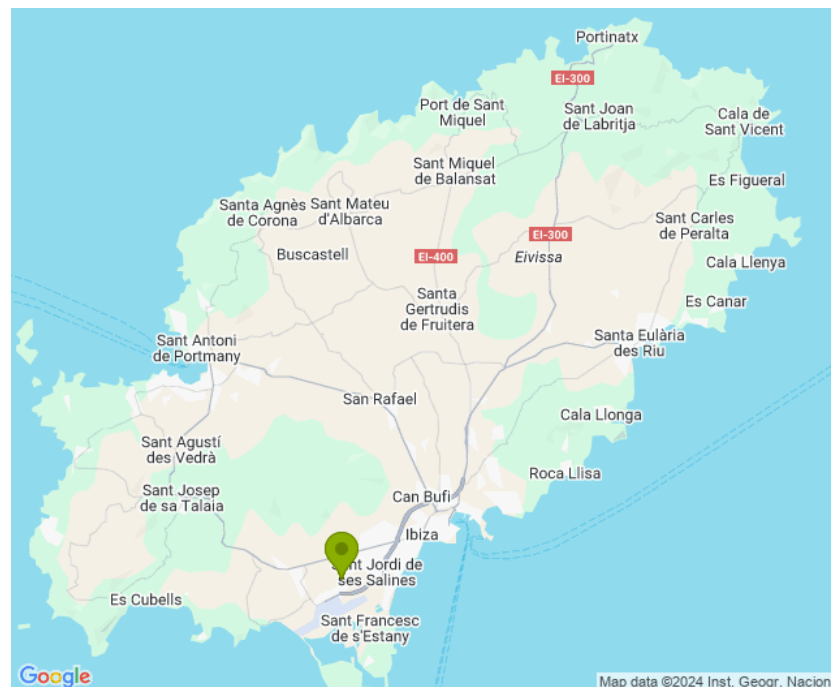 Portinatx
EI-300
Port de Sant
Miquel
Sant Joan
de Labritja
Cala de
Sant Vicent
Sant Miquel
de Balansat
Es Figueral
Santa Agnès
de Corona
Sant Mateu
d'Albarca
Sant Carles
de Peralta
EI-300
Buscastell
EI-400
Eivissa
Cala Llenya
Santa
Gertrudis
de Fruitera
Es Canar
Sant Antoni
de Portmany
Santa Eulària
des Riu
San Rafael
Cala Llonga
Sant Agustí
des Vedrà
Roca Llisa
Sant Josep
de sa Talaia
Can Bufi
Ibiza
Sant Jordi de
ses Salines
Es Cubells
Sant Francesc
de s'Estany
Google
Map data ©2024 Inst. Geogr. Nacion